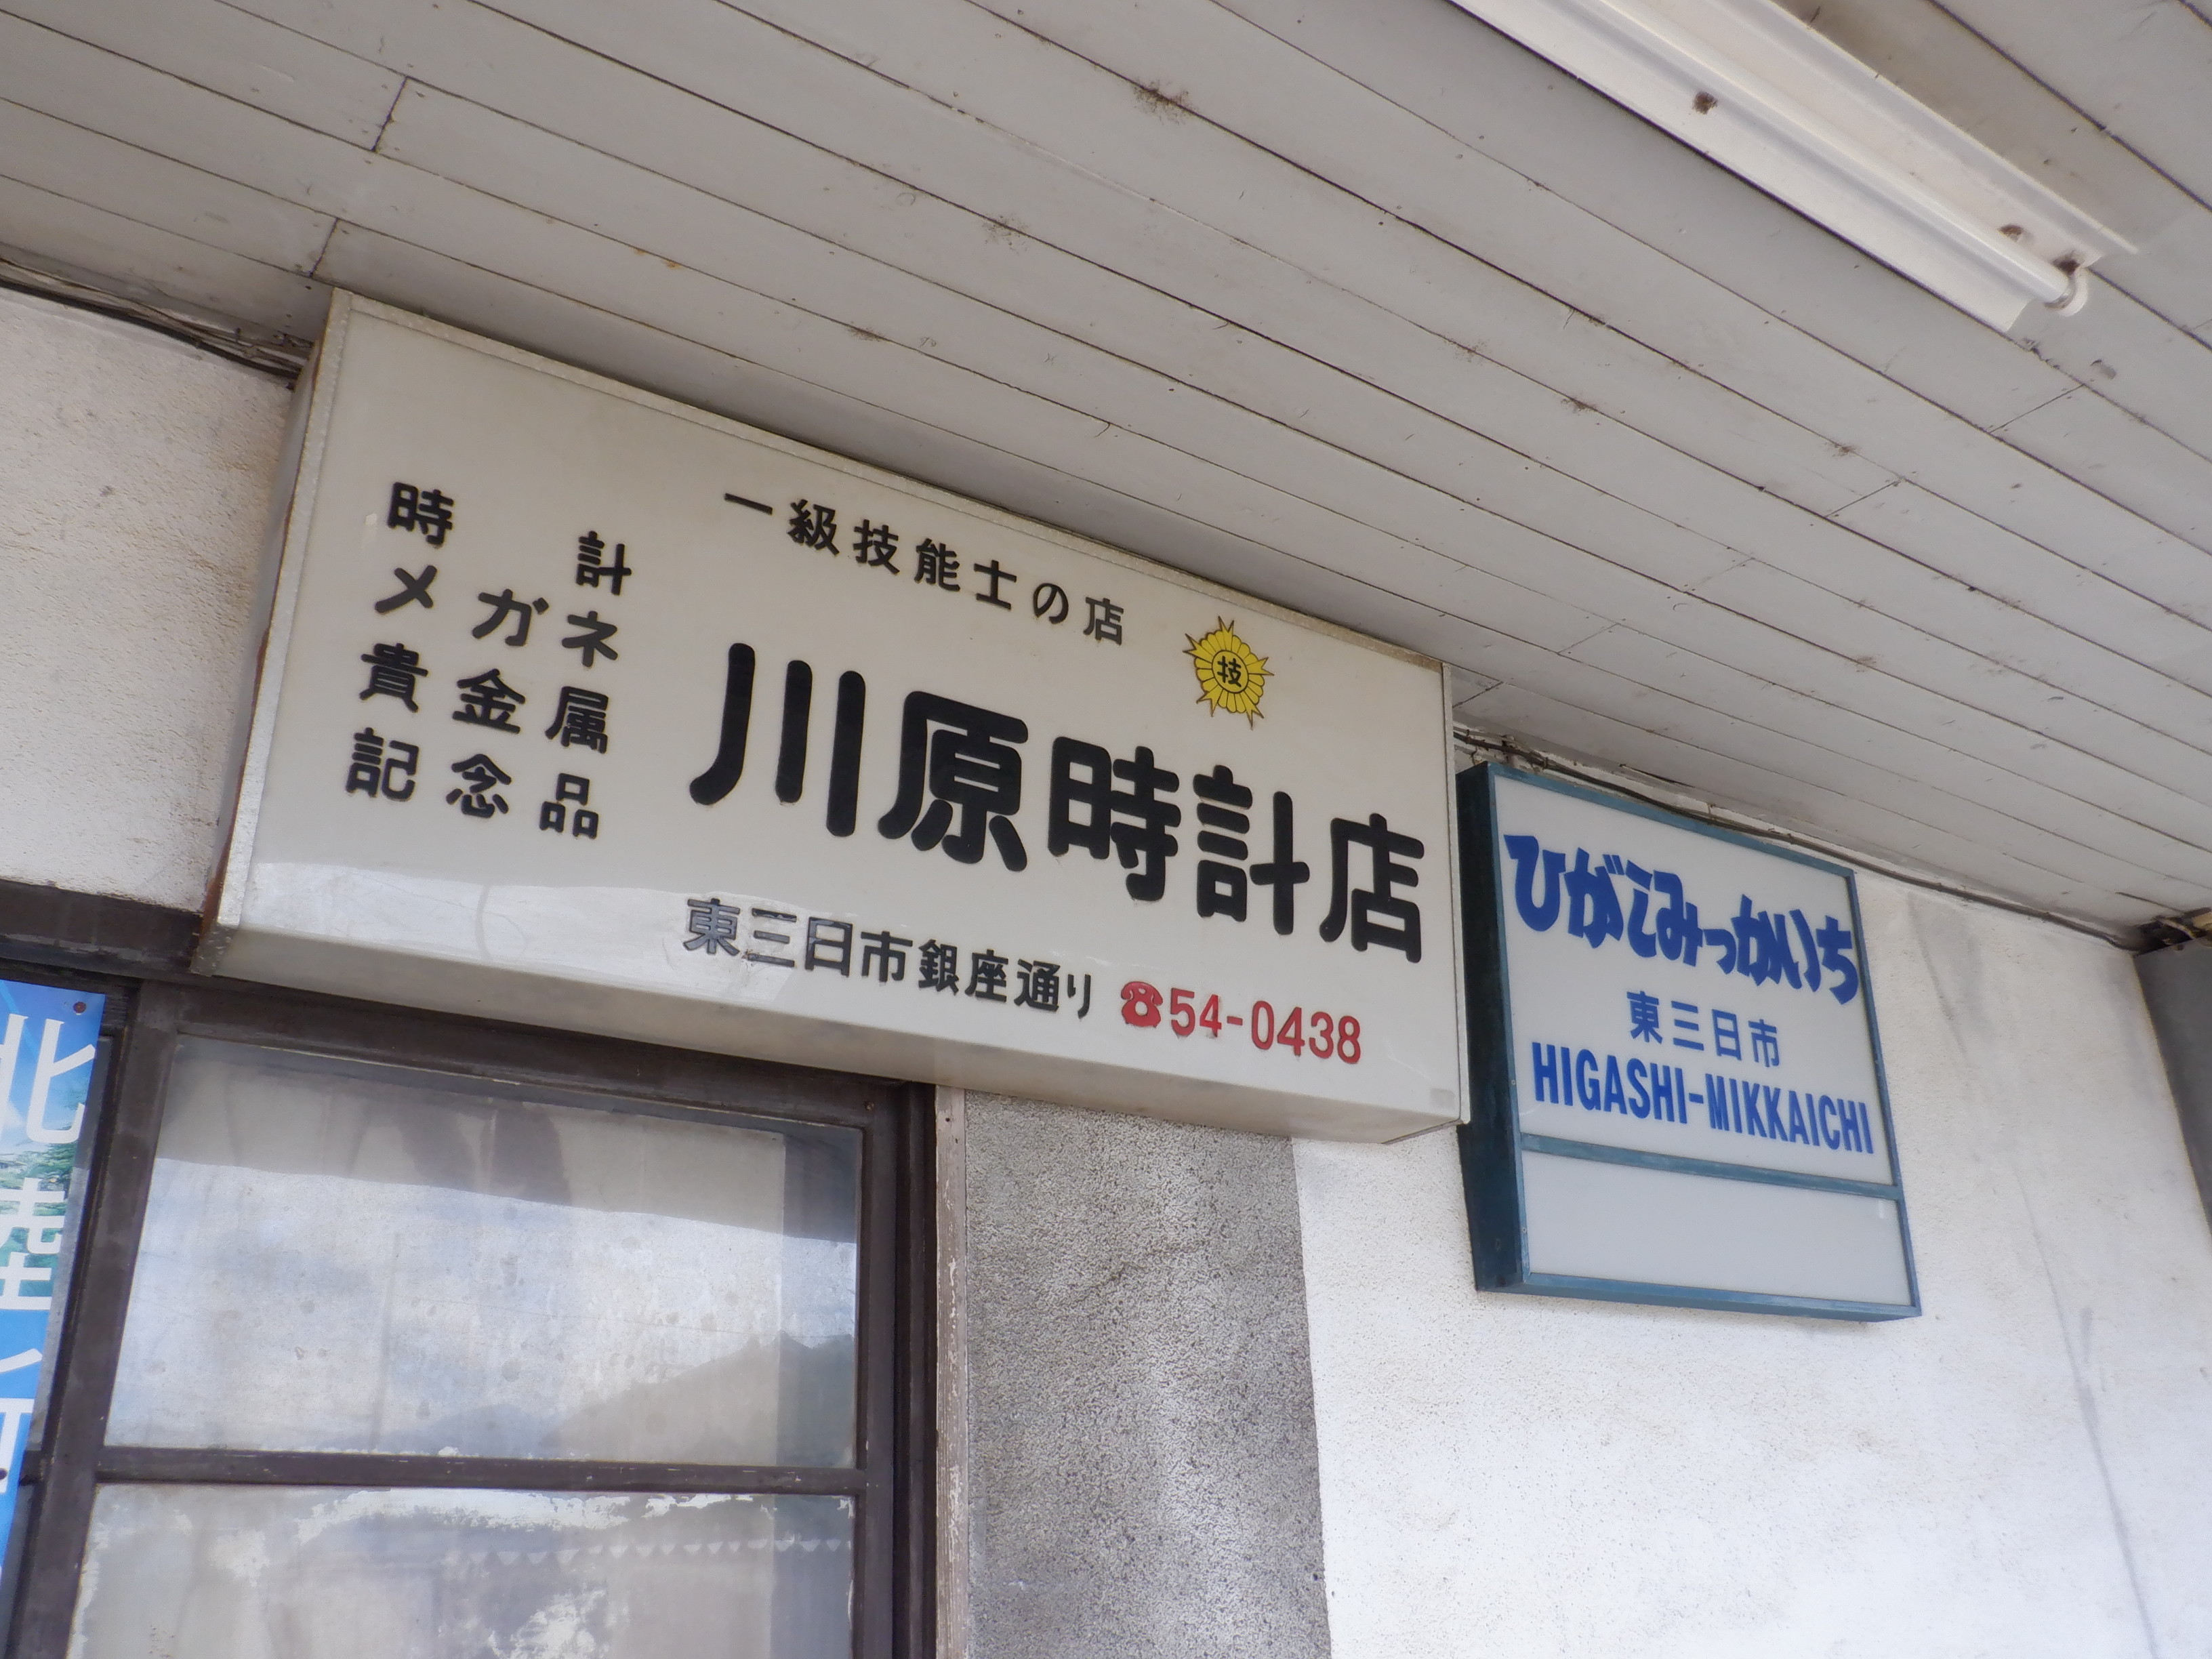 時計
メガネ
貴金属
記念品
一級技能士の店
技
川原時計店
東三日市銀座通り ☎54-0438
ひがしみっかいち
東三日市
HIGASHI-MIKKAICHI
北